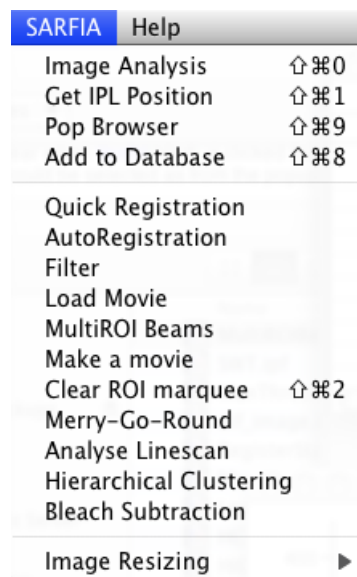 SARFIA Help
Image Analysis ⇧⌘0
Get IPL Position ⇧⌘1
Pop Browser ⇧⌘9
Add to Database ⇧⌘8
Quick Registration
AutoRegistration
Filter
Load Movie
MultiROI Beams
Make a movie
Clear ROI marquee ⇧⌘2
Merry-Go-Round
Analyse Linescan
Hierarchical Clustering
Bleach Subtraction
Image Resizing ▶